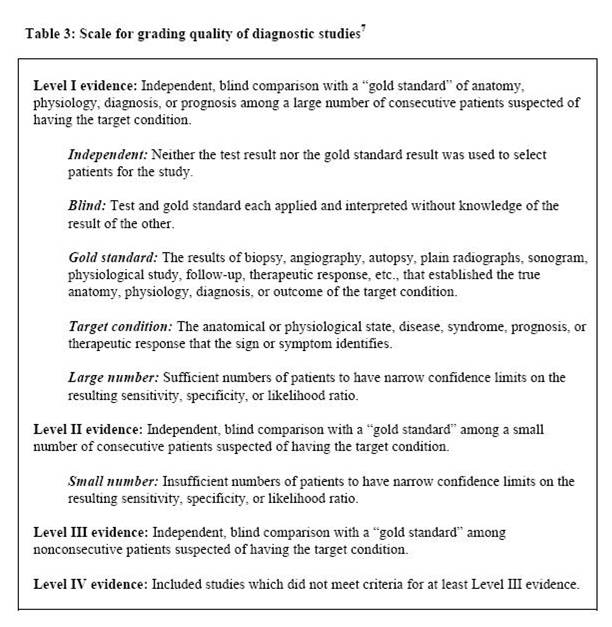 Table 3: Scale for grading quality of diagnostic studies7
Level I evidence: Independent, blind comparison with a “gold standard” of anatomy,
physiology, diagnosis, or prognosis among a large number of consecutive patients suspected of
having the target condition.
Independent: Neither the test result nor the gold standard result was used to select
patients for the study.
Blind: Test and gold standard each applied and interpreted without knowledge of the
result of the other.
Gold standard: The results of biopsy, angiography, autopsy, plain radiographs, sonogram,
physiological study, follow-up, therapeutic response, etc., that established the true
anatomy, physiology, diagnosis, or outcome of the target condition.
Target condition: The anatomical or physiological state, disease, syndrome, prognosis, or
therapeutic response that the sign or symptom identifies.
Large number: Sufficient numbers of patients to have narrow confidence limits on the
resulting sensitivity, specificity, or likelihood ratio.
Level II evidence: Independent, blind comparison with a “gold standard” among a small
number of consecutive patients suspected of having the target condition.
Small number: Insufficient numbers of patients to have narrow confidence limits on the
resulting sensitivity, specificity, or likelihood ratio.
Level III evidence: Independent, blind comparison with a “gold standard” among
nonconsecutive patients suspected of having the target condition.
Level IV evidence: Included studies which did not meet criteria for at least Level III evidence.